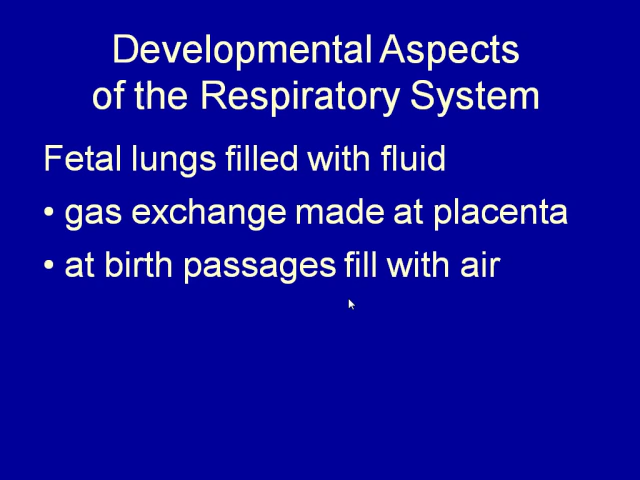 Developmental Aspects
of the Respiratory System
Fetal lungs filled with fluid
• gas exchange made at placenta
• at birth passages fill with air